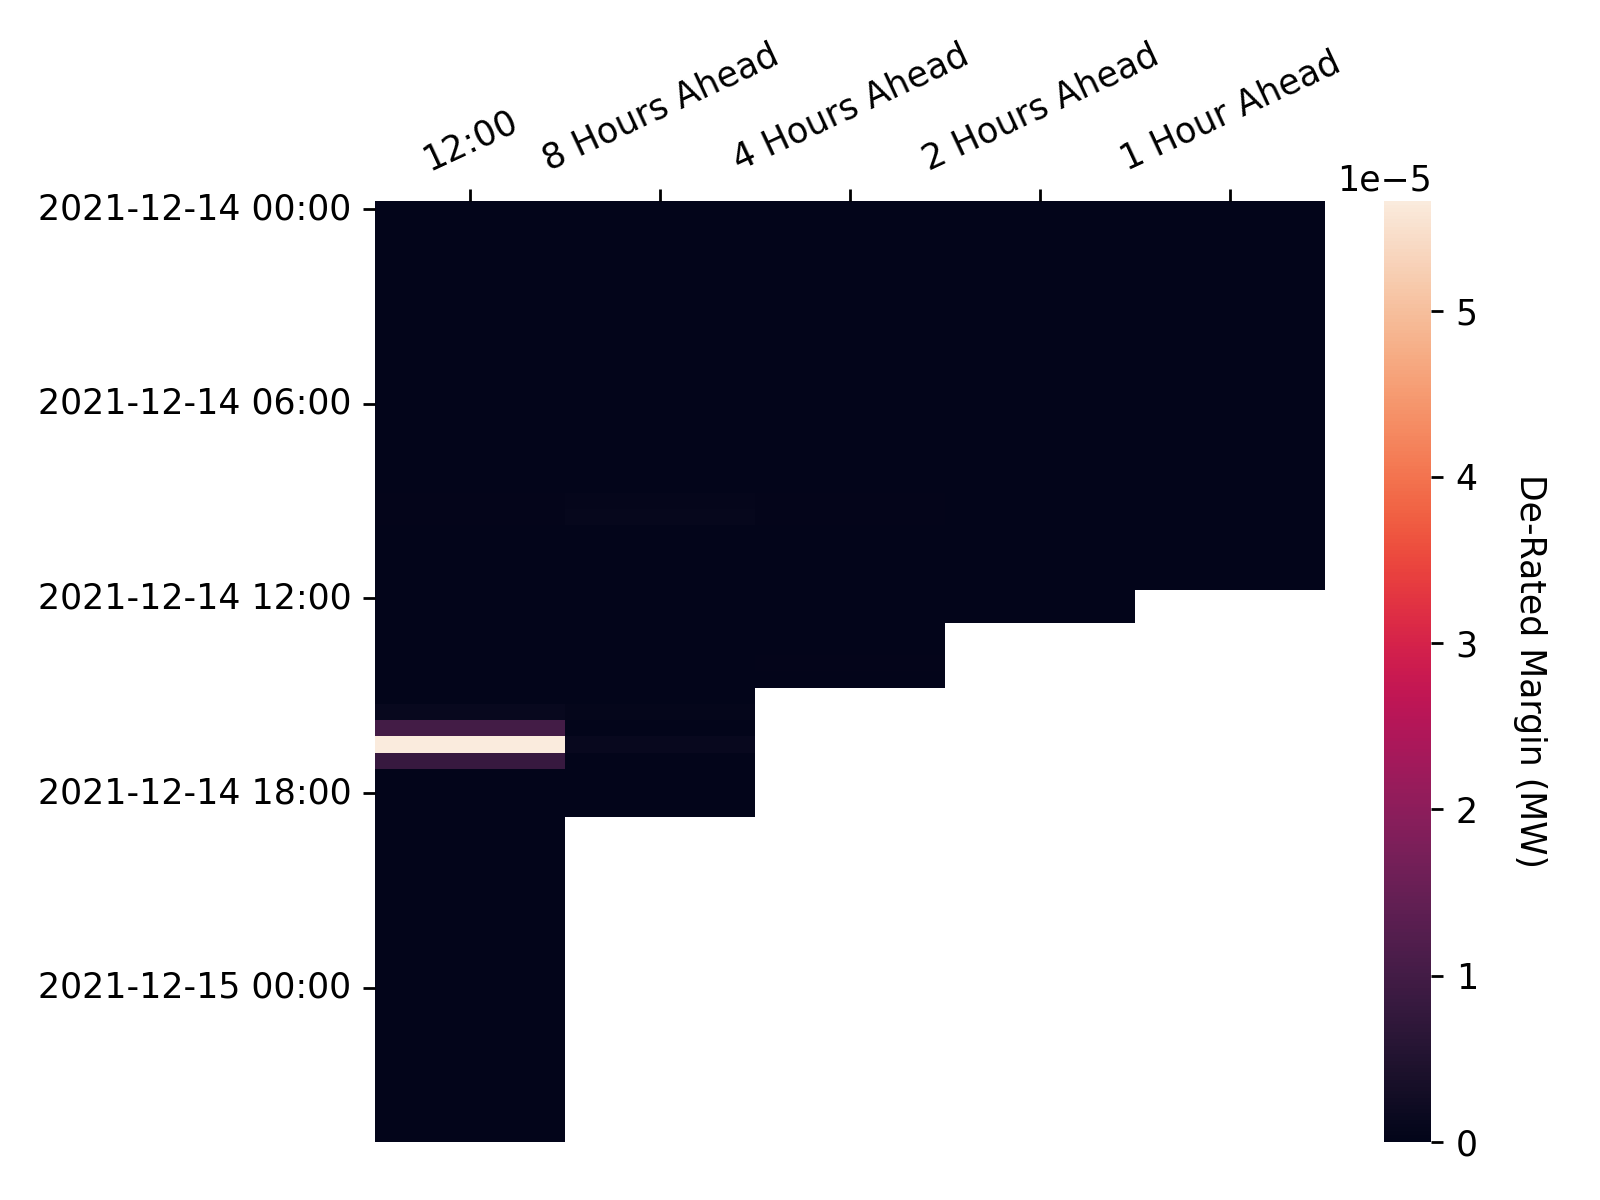 12:00
8 Hours Ahead
4 Hours Ahead
2 Hours Ahead
1 Hour Ahead
1e−5
2021-12-14 00:00
2021-12-14 06:00
2021-12-14 12:00
2021-12-14 18:00
2021-12-15 00:00
5
4
3
2
1
0
De-Rated Margin (MW)